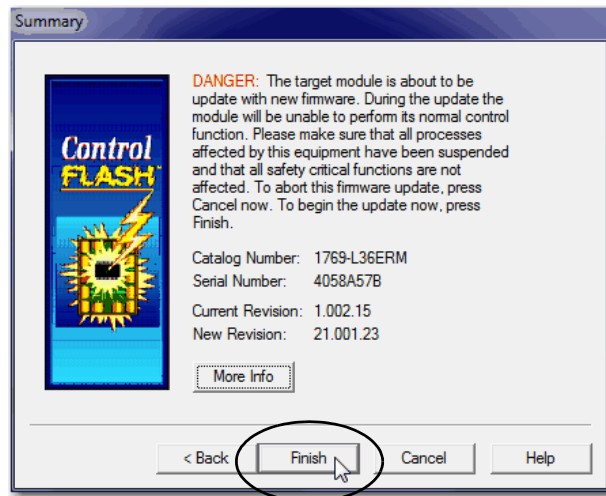 Summary
Control
FLASH
DANGER: The target module is about to be
update with new firmware. During the update the
module will be unable to perform its normal control
function. Please make sure that all processes
affected by this equipment have been suspended
and that all safety critical functions are not
affected. To abort this firmware update, press
Cancel now. To begin the update now, press
Finish.
Catalog Number: 1769-L36ERM
Serial Number: 4058A57B
Current Revision: 1.002.15
New Revision: 21.001.23
More Info
< Back Finish Cancel Help